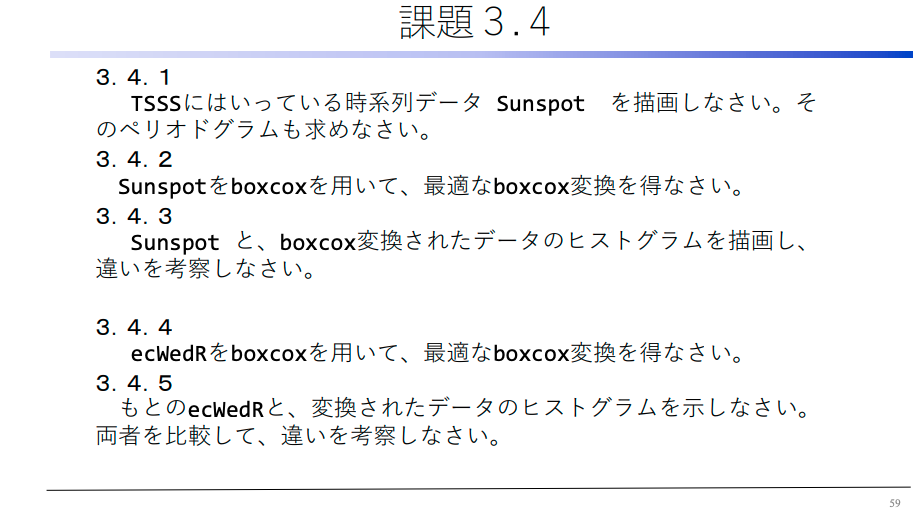 課題３.４
３．４．１
TSSSにはいっている時系列データ Sunspot を描画しなさい。そ
のペリオドグラムも求めなさい。
３．４．２
Sunspotをboxcoxを用いて、最適なboxcox変換を得なさい。
３．４．３
Sunspot と、boxcox変換されたデータのヒストグラムを描画し、
違いを考察しなさい。
３．４．４
ecWedRをboxcoxを用いて、最適なboxcox変換を得なさい。
３．４．５
もとのecWedRと、変換されたデータのヒストグラムを示しなさい。
両者を比較して、違いを考察しなさい。
59